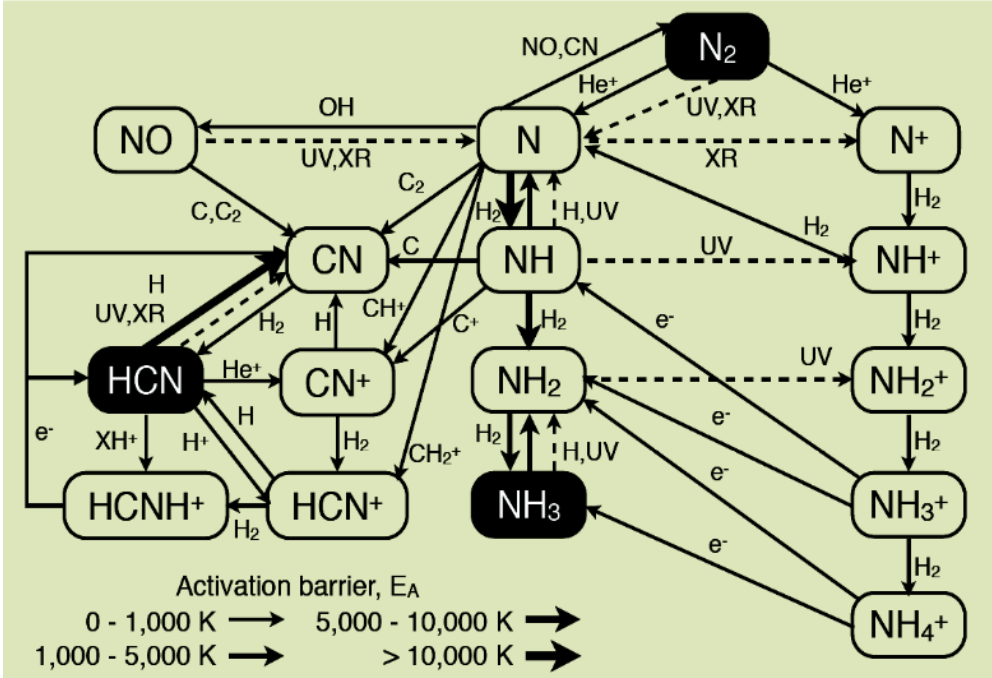 N₂
NO,CN
He⁺
He⁺
UV,XR
OH
NO
N
N⁺
UV,XR
XR
C₂
H₂
H,UV
H₂
C,C₂
H₂
CN
C
NH
UV
NH⁺
H
UV,XR
H₂
H
CH⁺
C⁺
H₂
e⁻
H₂
UV
HCN
He⁺
CN⁺
NH₂
NH₂⁺
e⁻
H
e⁻
XH⁺
H⁺
H₂
CH₂⁺
H₂
H,UV
H₂
e⁻
HCNH⁺
H₂
HCN⁺
NH₃
NH₃⁺
e⁻
H₂
Activation barrier, EA
0 - 1,000 K
5,000 - 10,000 K
NH₄⁺
1,000 - 5,000 K
> 10,000 K